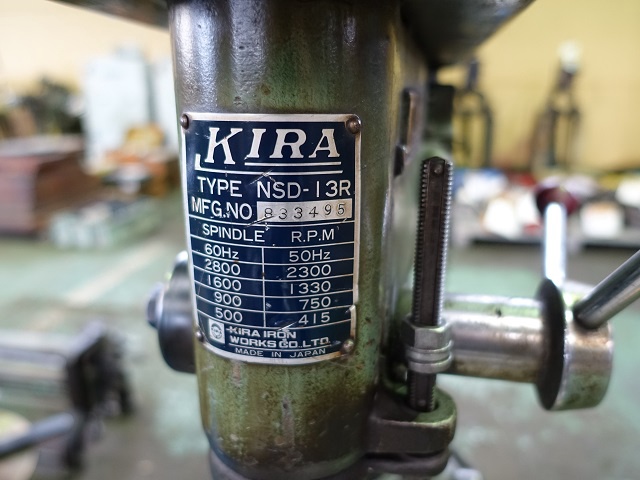 KIRA
TYPE NSD-13R
MFG.NO 833495
SPINDLE R.P.M
60Hz 50Hz
2800 2300
1600 1330
900 750
500 415
KIRA IRON
WORKS CO.LTD.
MADE IN JAPAN